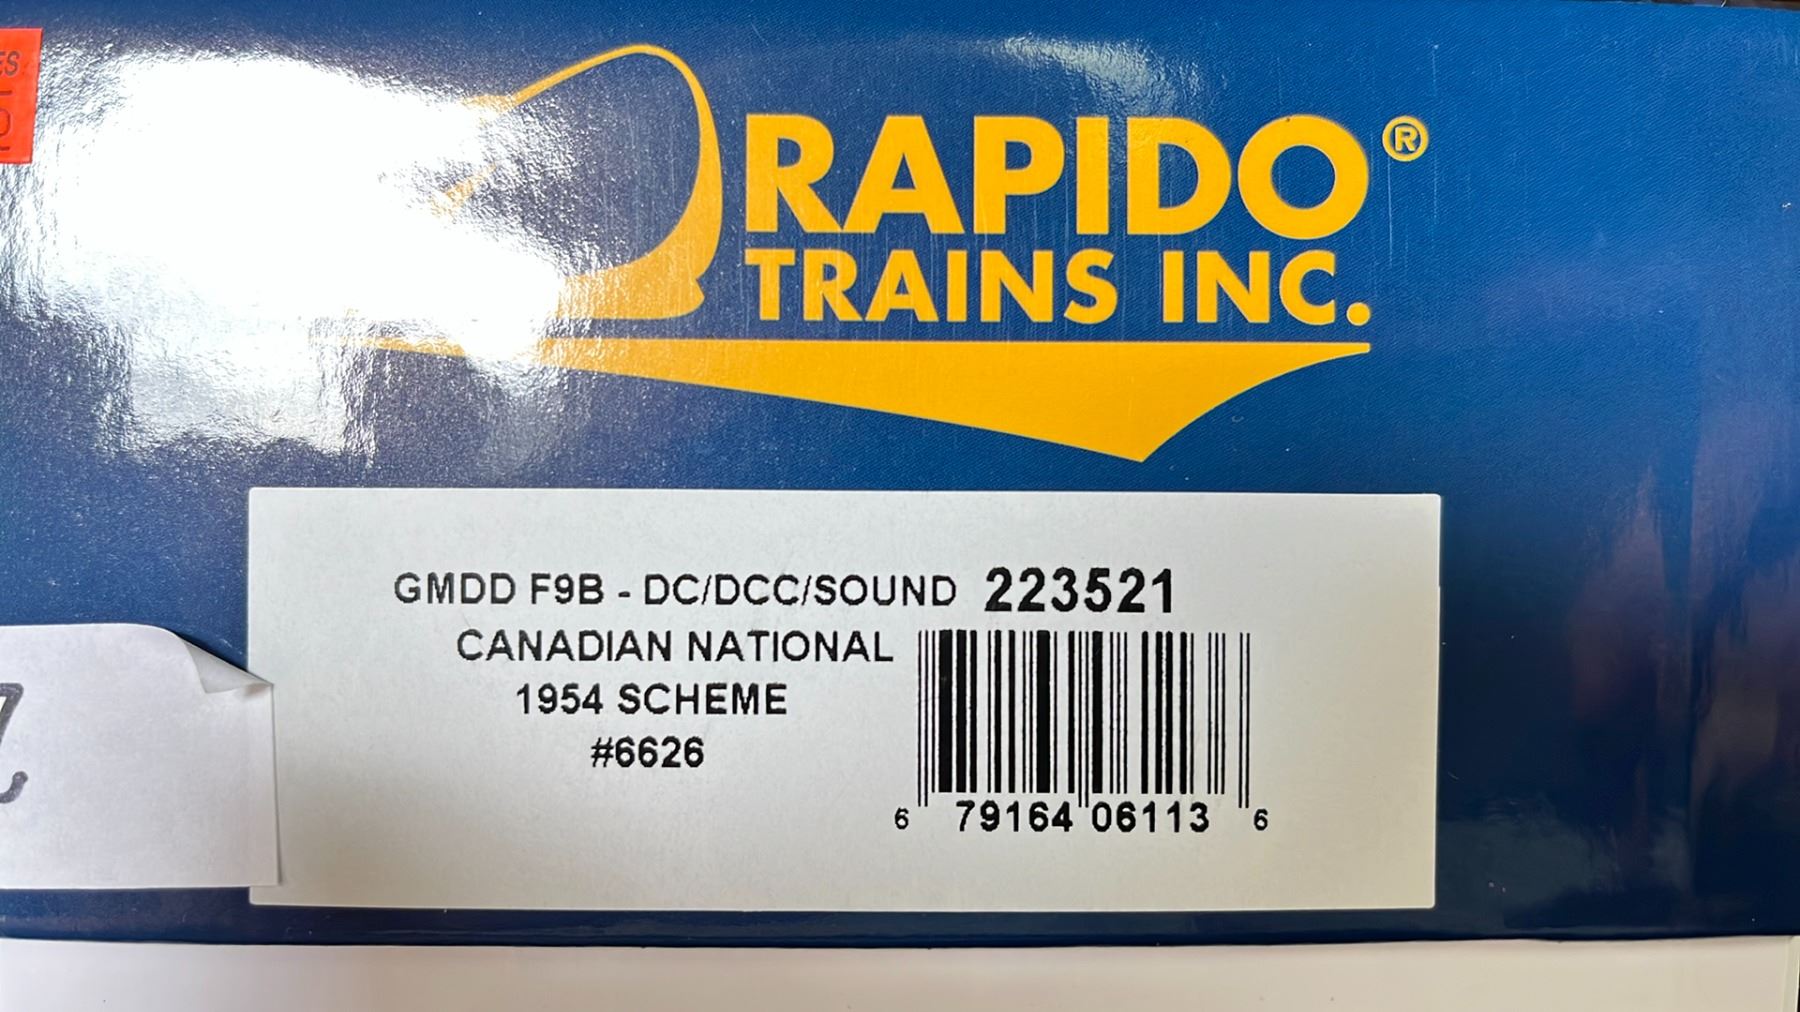 RAPIDO®
TRAINS INC.
GMDD F9B - DC/DCC/SOUND 223521
CANADIAN NATIONAL
1954 SCHEME
#6626
6 79164 06113 6